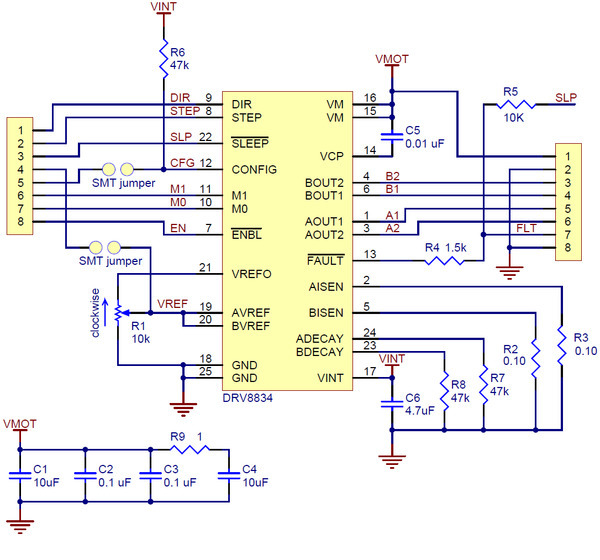 VINT
R6
47k
VMOT
R5
SLP
10K
C5
0.01 uF
1
2
3
4
5
6
7
8
DIR
STEP
SLP
CFG
SMT jumper
M1
M0
EN
SMT jumper
9
8
22
12
11
10
7
21
19
20
18
25
DIR
STEP
SLEEP
CONFIG
M1
M0
ENBL
VREFO
AVREF
BVREF
GND
GND
VM
VM
VCP
BOUT2
BOUT1
AOUT1
AOUT2
FAULT
AISEN
BISEN
ADECAY
BDECAY
VINT
DRV8834
16
15
14
4
6
1
3
13
2
5
24
23
17
B2
B1
A1
A2
FLT
R4 1.5k
1
2
3
4
5
6
7
8
clockwise
R1
10k
VREF
R2
0.10
R3
0.10
VINT
R8
47k
R7
47k
C6
4.7uF
VMOT
R9 1
C1
10uF
C2
0.1 uF
C3
0.1 uF
C4
10uF